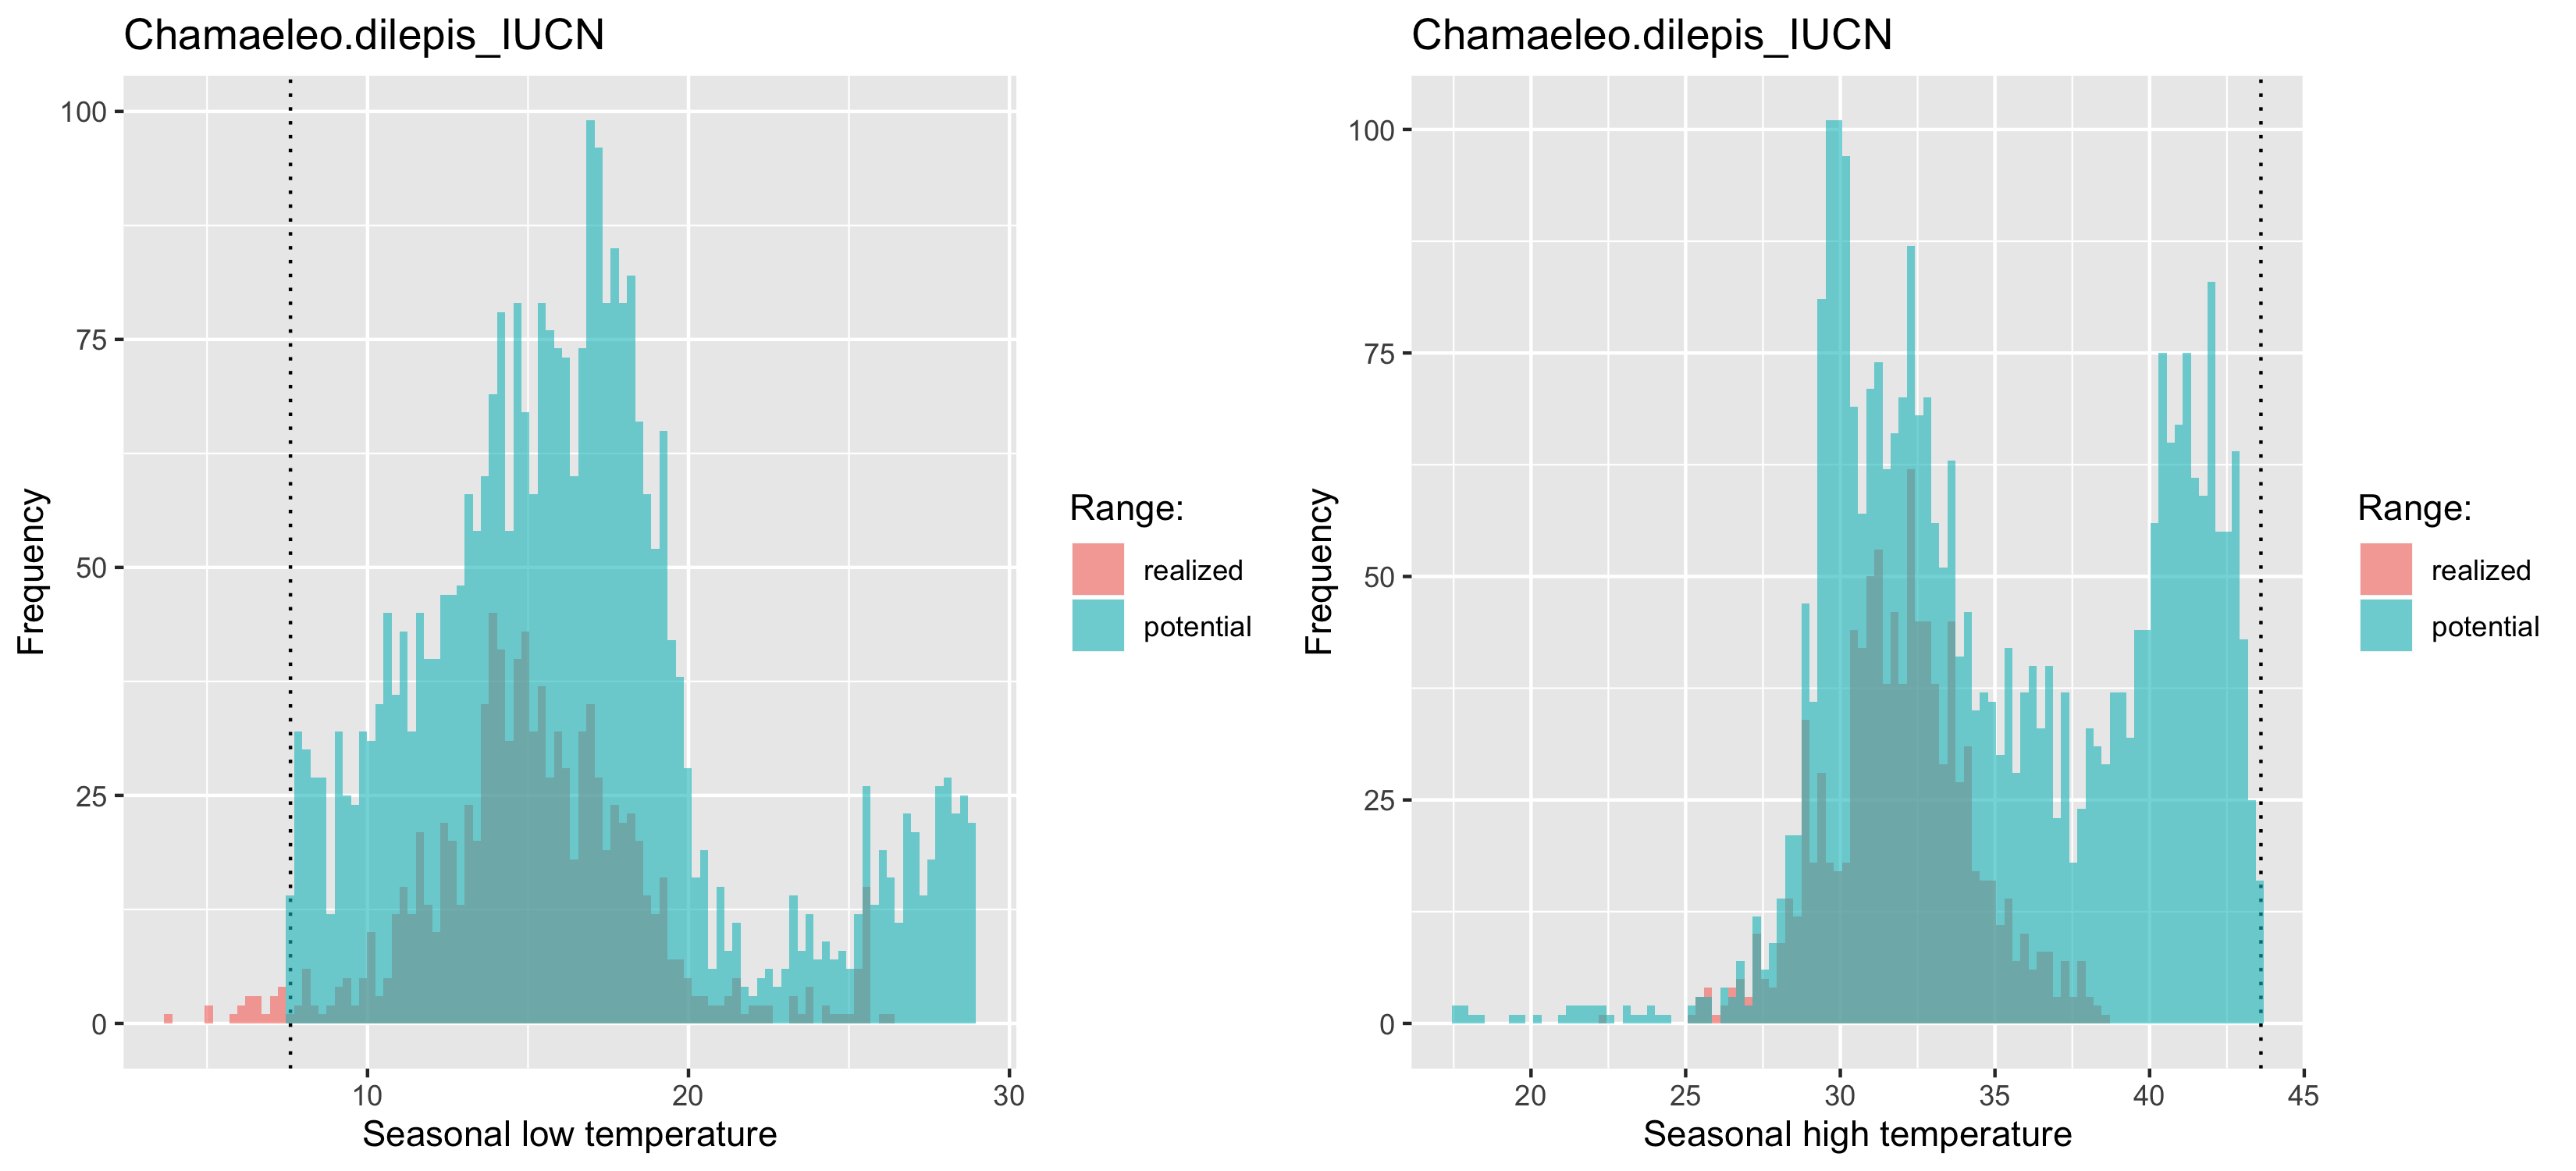 Chamaeleo.dilepis_IUCN
Frequency
100
75
50
25
0
10 20 30
Seasonal low temperature
Range:
realized
potential
Chamaeleo.dilepis_IUCN
Frequency
100
75
50
25
0
20 25 30 35 40 45
Seasonal high temperature
Range:
realized
potential